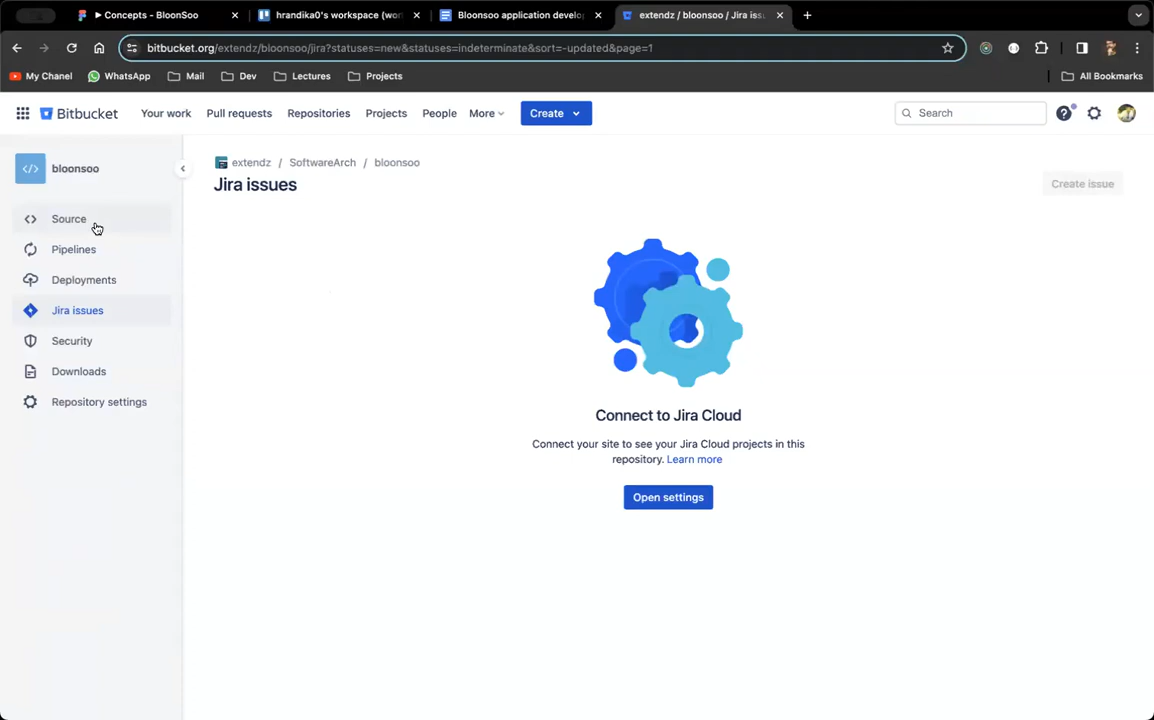 Concepts - BloonSoo
hrandika0's workspace (wor
Bloonsoo application develo
extendz / bloonsoo / Jira iss
bitbucket.org/extendz/bloonsoo/jira?statuses=new&statuses=indeterminate&sort=-updated&page=1
My Chanel
WhatsApp
Mail
Dev
Lectures
Projects
All Bookmarks
Bitbucket
Your work
Pull requests
Repositories
Projects
People
More
Create
Search
bloonsoo
Source
Pipelines
Deployments
Jira issues
Security
Downloads
Repository settings
extendz / SoftwareArch / bloonsoo
Jira issues
Create issue
Connect to Jira Cloud
Connect your site to see your Jira Cloud projects in this
repository. Learn more
Open settings